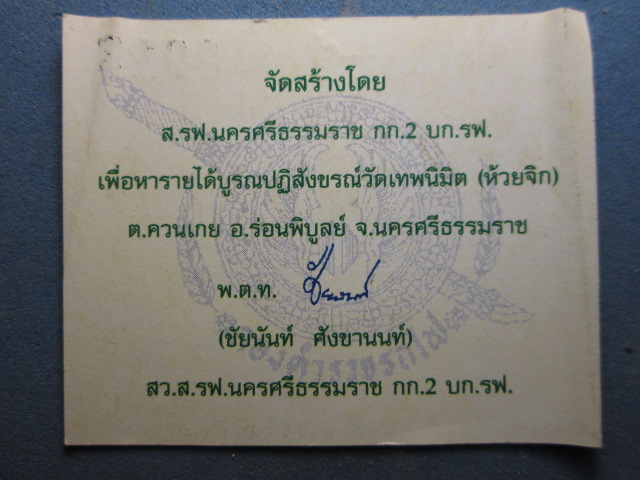 จัดสร้างโดย
ส.รฟ.นครศรีธรรมราช กก.2 บก.รฟ.
เพื่อหารายได้บูรณปฏิสังขรณ์วัดเทพนิมิต (ห้วยจิก)
ต.ควนเกย อ.ร่อนพิบูลย์ จ.นครศรีธรรมราช
พ.ต.ท.
(ชัยนันท์ ศังขานนท์)
สว.ส.รฟ.นครศรีธรรมราช กก.2 บก.รฟ.